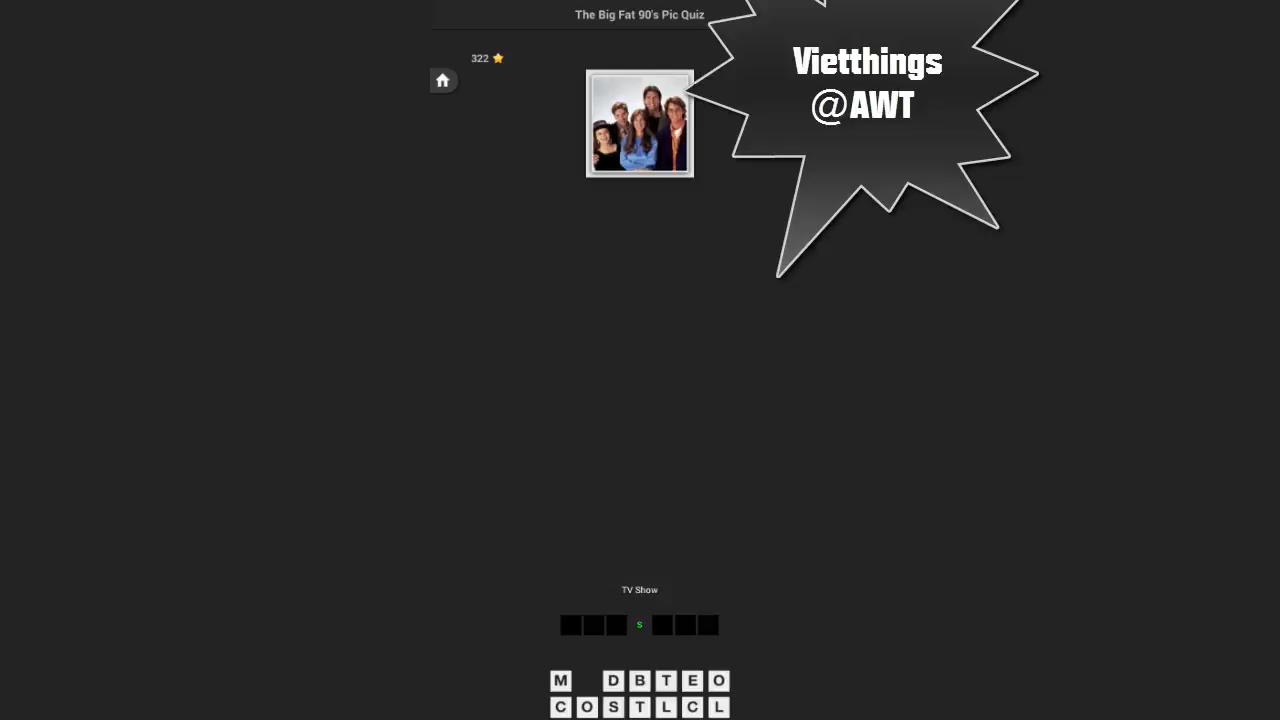 The Big Fat 90's Pic Quiz
322
Vietthings
@AWT
TV Show
S
M D B T E O
C O S T L C L